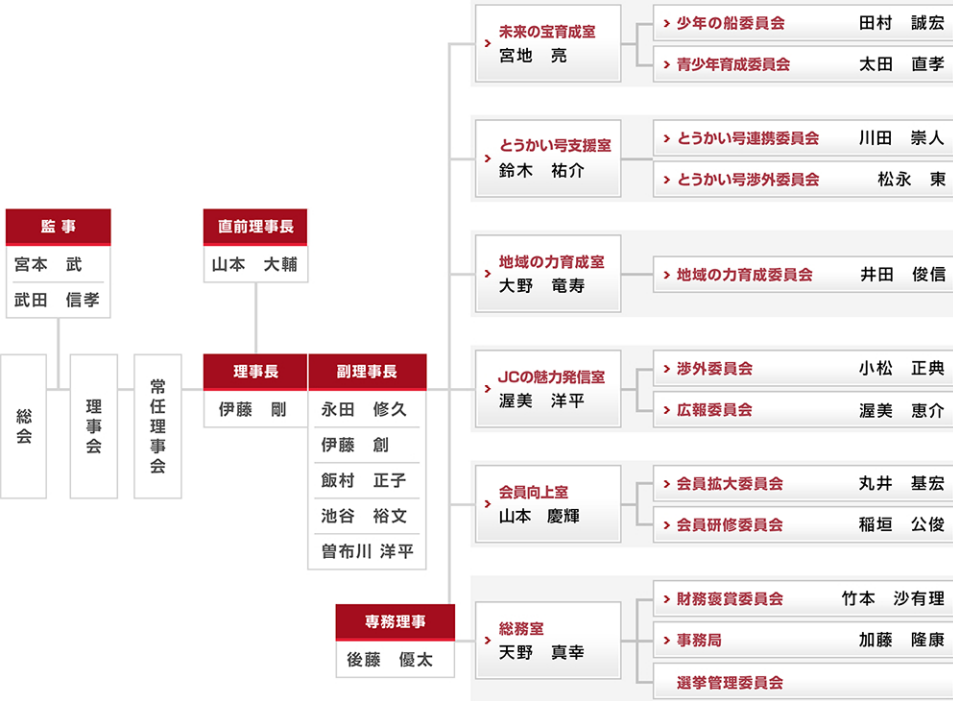 監 事
宮本　武
武田　信孝
直前理事長
山本　大輔
総会
理事会
常任理事会
理事長
伊藤　剛
副理事長
永田　修久
伊藤　創
飯村　正子
池谷　裕文
曽布川 洋平
専務理事
後藤　優太
未来の宝育成室
宮地　亮
少年の船委員会　田村　誠宏
青少年育成委員会　太田　直孝
とうかい号支援室
鈴木　祐介
とうかい号連携委員会　川田　崇人
とうかい号渉外委員会　松永　東
地域の力育成室
大野　竜寿
地域の力育成委員会　井田　俊信
JCの魅力発信室
渥美　洋平
渉外委員会　小松　正典
広報委員会　渥美　恵介
会員向上室
山本　慶輝
会員拡大委員会　丸井　基宏
会員研修委員会　稲垣　公俊
総務室
天野　真幸
財務褒賞委員会　竹本　沙有理
事務局　加藤　隆康
選挙管理委員会